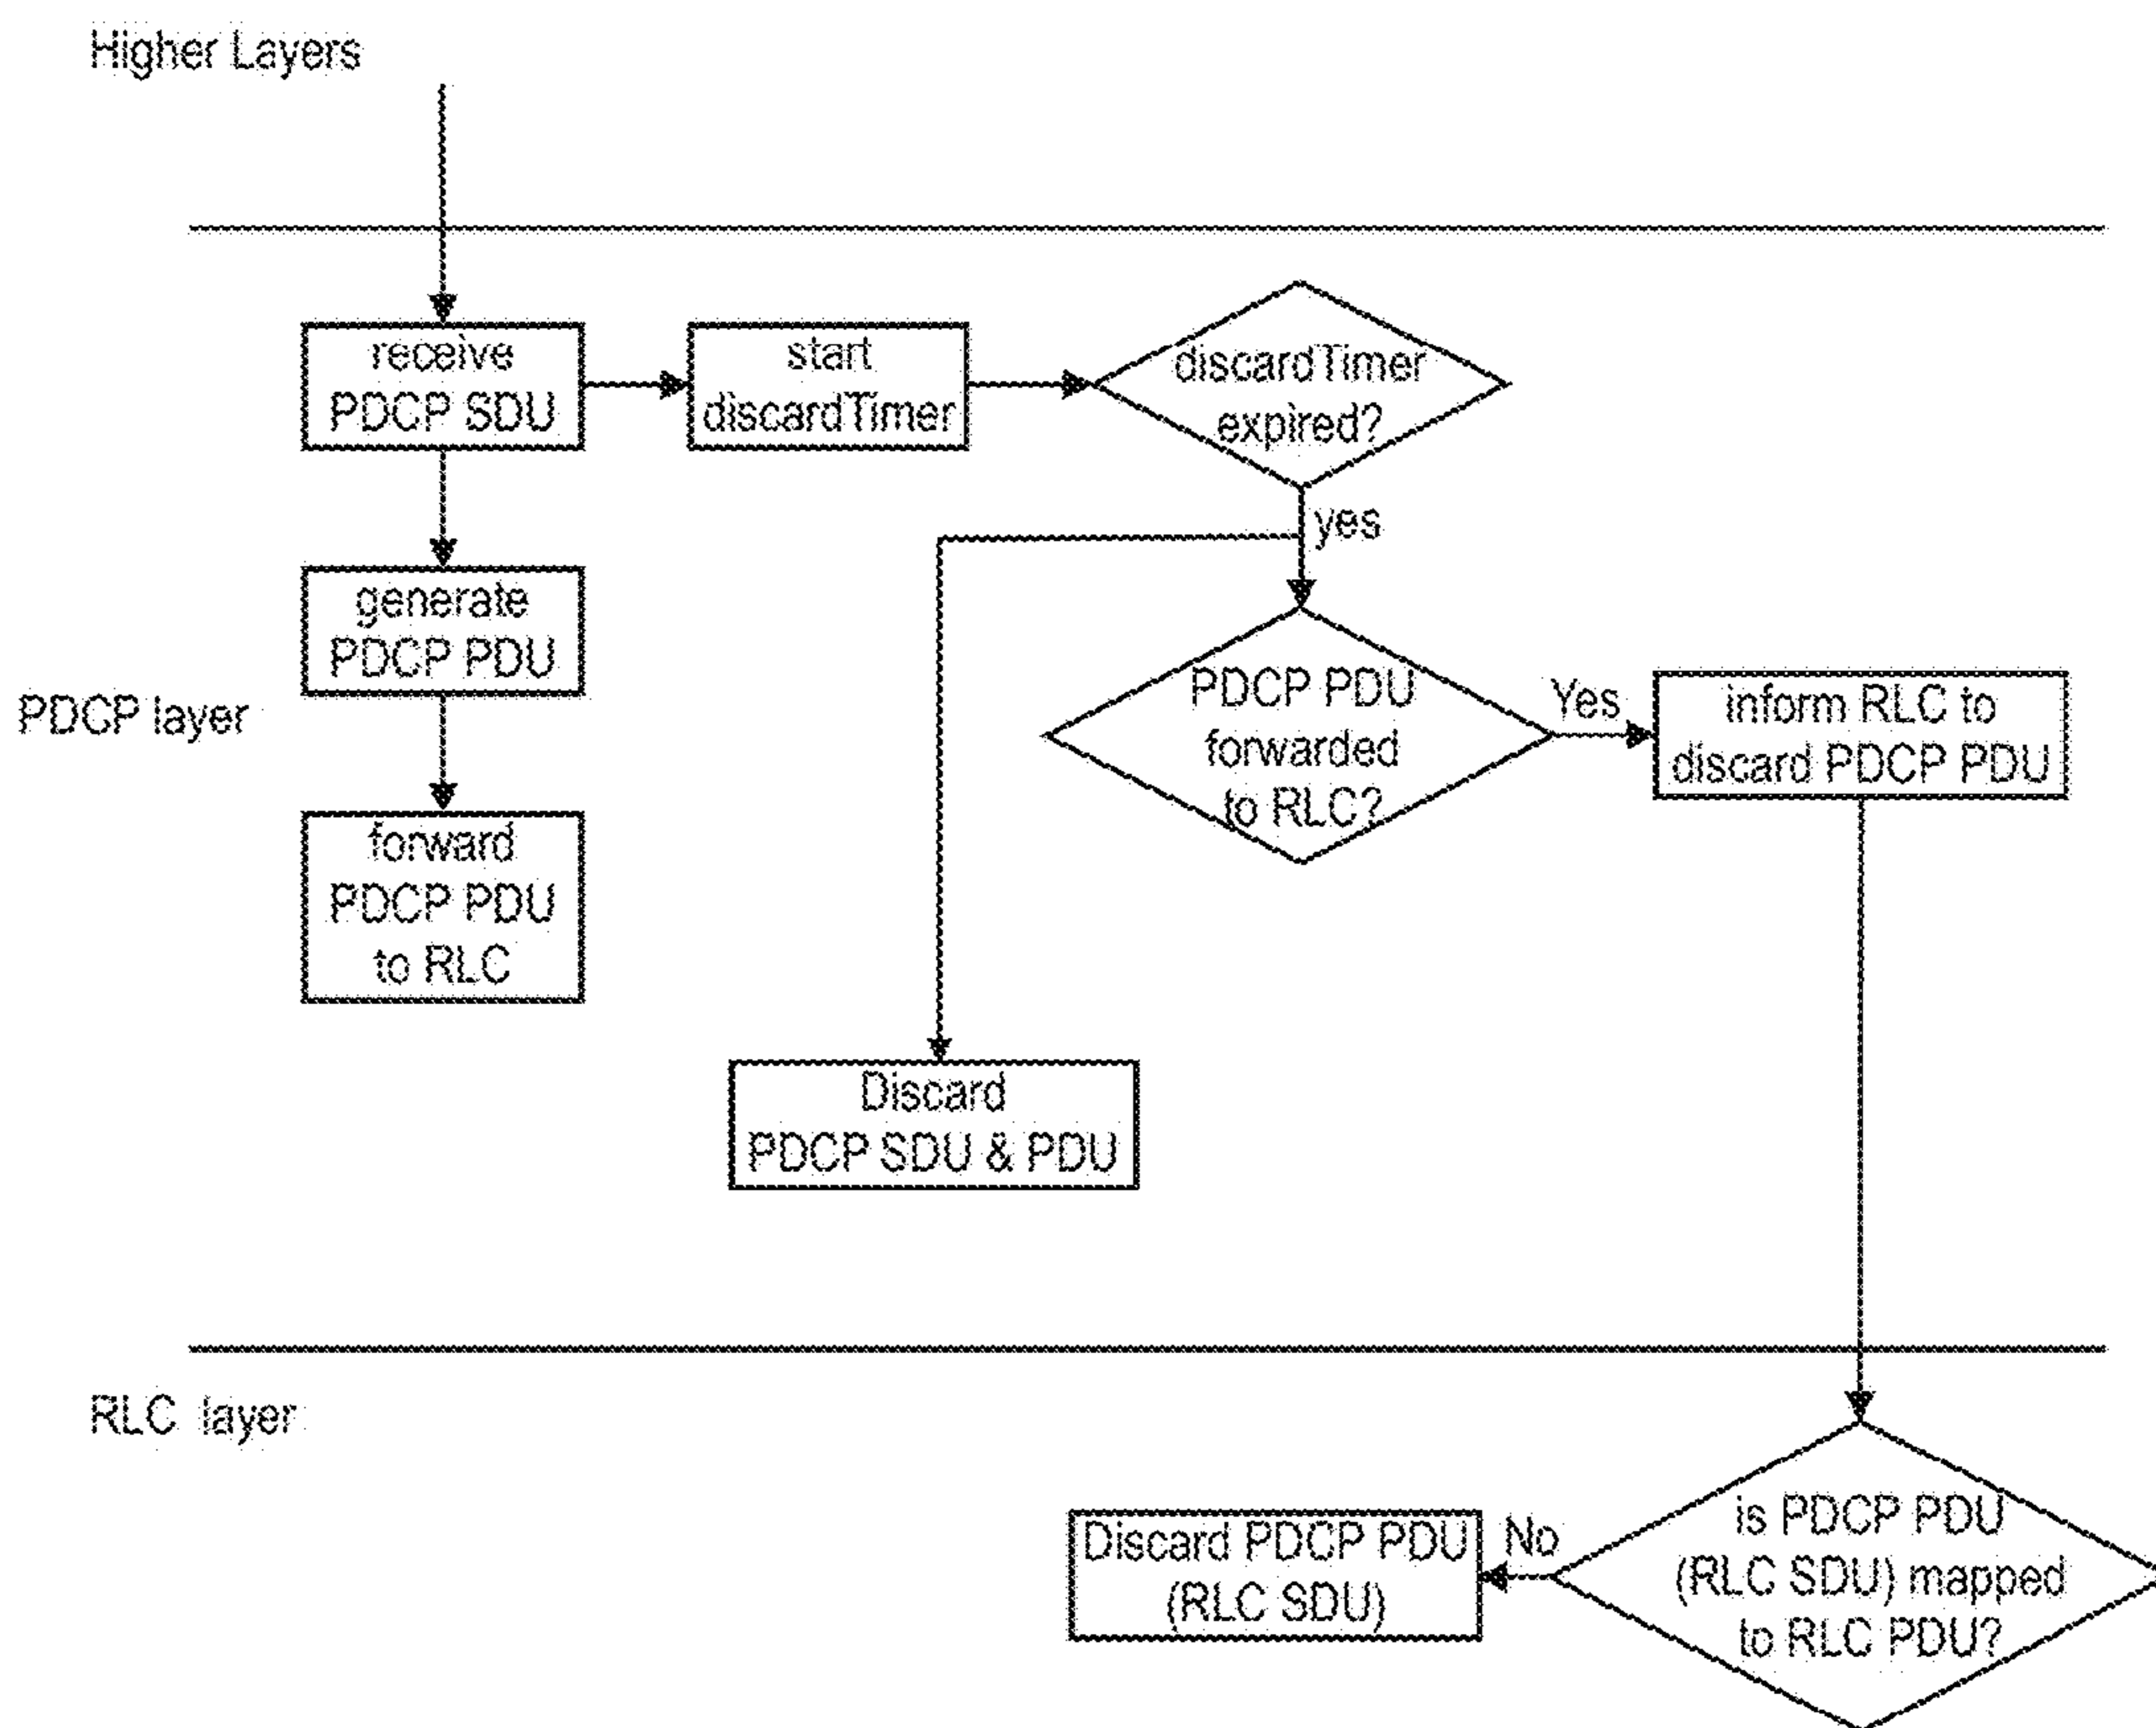 Higher Layers
receive
PDCP SDU
start
discardTimer
discardTimer
expired?
yes
generate
PDCP PDU
PDCP layer
PDCP PDU
forwarded
to RLC?
Yes
inform RLC to
discard PDCP PDU
forward
PDCP PDU
to RLC
Discard
PDCP SDU & PDU
RLC layer
Discard PDCP PDU
(RLC SDU)
No
is PDCP PDU
(RLC SDU) mapped
to RLC PDU?